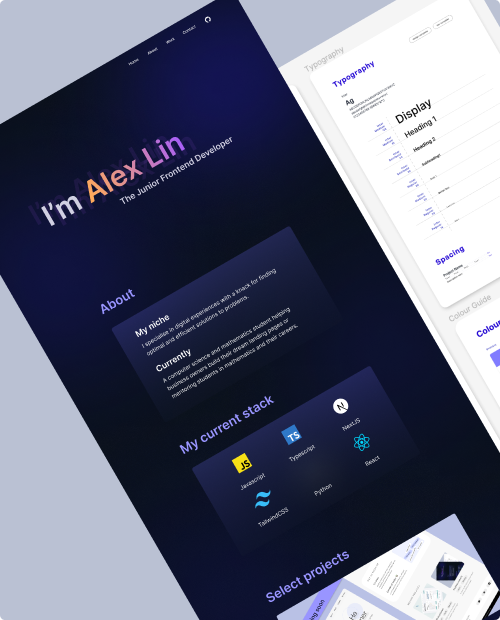 Home
About
Work
Contact
I'm Alex Lin
The Junior Frontend Developer
About
My niche
I specialise in digital experiences with a knack for finding
optimal and efficient solutions to problems.
Currently
A computer science and mathematics student helping
business owners build their dream landing pages or
mentoring students in mathematics and their careers.
My current stack
JS
Javascript
TS
Typescript
N
NextJS
TailwindCSS
Python
React
Select projects
Typography
Typography
Ag
Display
Heading 1
Heading 2
Spacing
Colour Guide
Colou